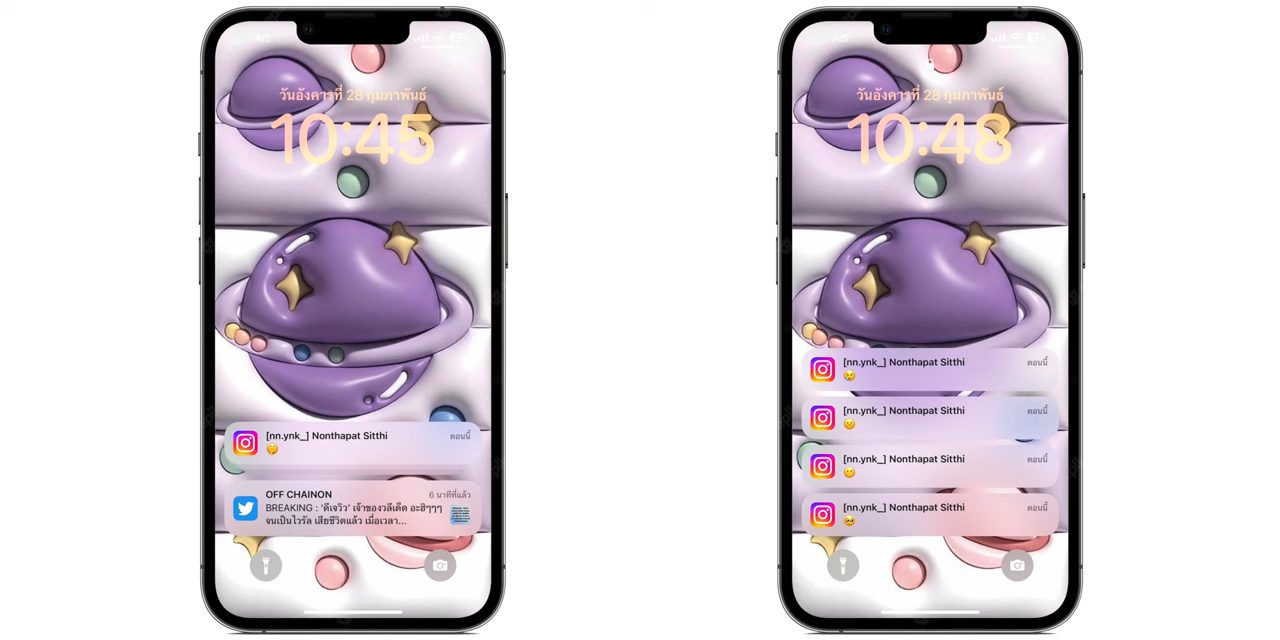 AIS
วันอังคารที่ 28 กุมภาพันธ์
10:45
[nn.ynk_] Nonthapat Sitthi
ตอนนี้
😋
OFF CHAINON
6 นาทีที่แล้ว
BREAKING : ‘ดีเจวิว’ เจ้าของวลีเด็ด อะฮิๆๆๆ
จนเป็นไวรัล เสียชีวิตแล้ว เมื่อเวลา...
AIS
วันอังคารที่ 28 กุมภาพันธ์
10:48
[nn.ynk_] Nonthapat Sitthi
ตอนนี้
😢
[nn.ynk_] Nonthapat Sitthi
ตอนนี้
☹️
[nn.ynk_] Nonthapat Sitthi
ตอนนี้
[nn.ynk_] Nonthapat Sitthi
ตอนนี้
🥺